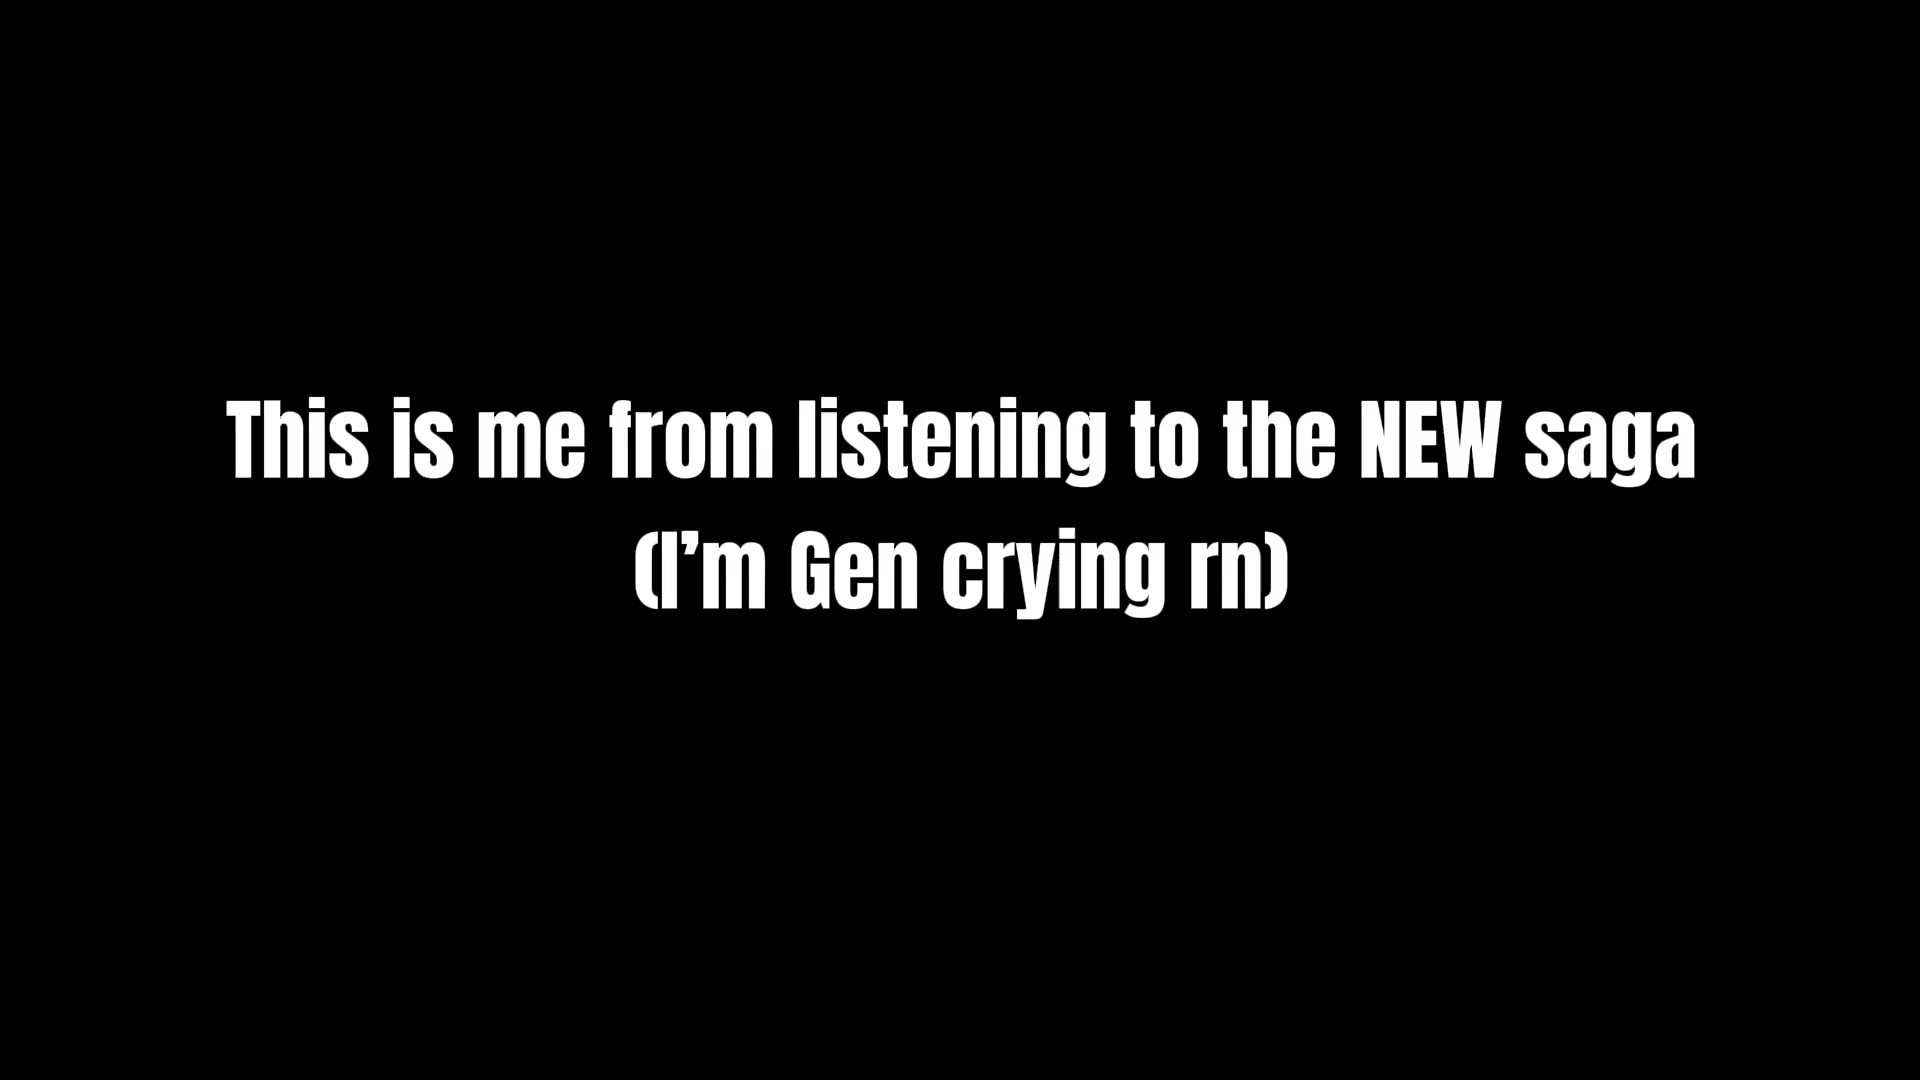 This is me from listening to the NEW saga
(I’m Gen crying rn)